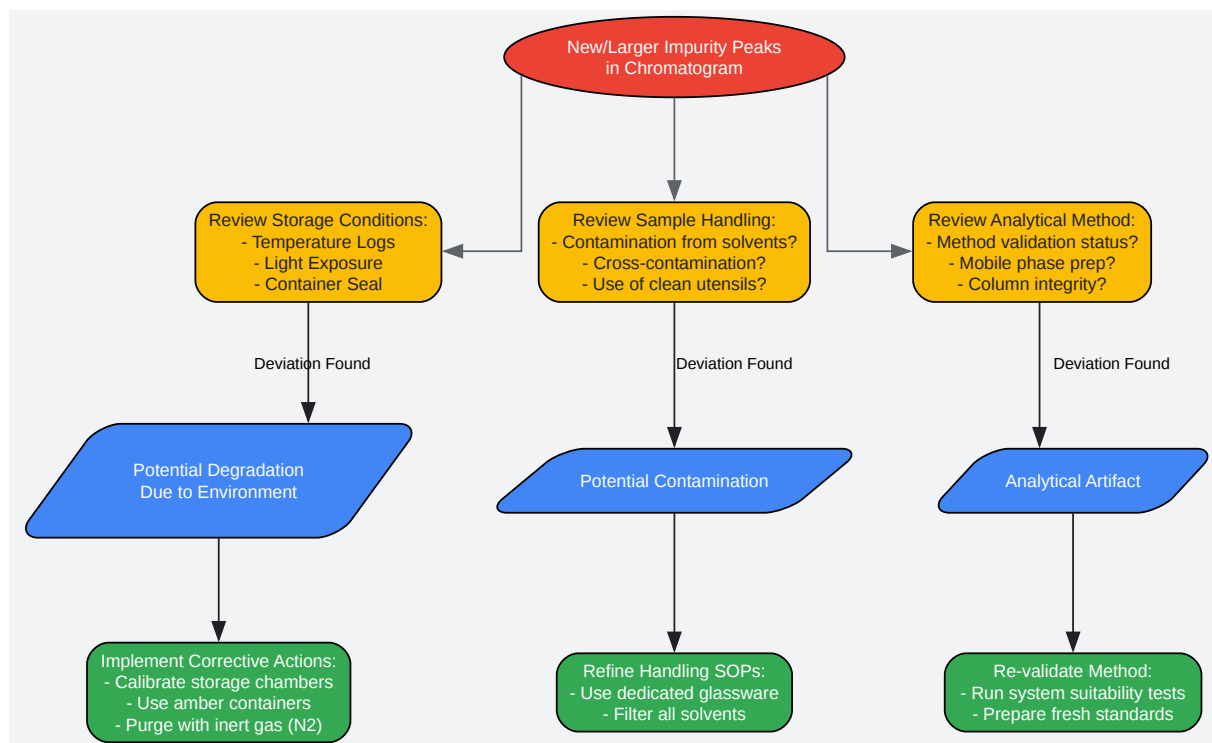 New/Larger Impurity Peaks
in Chromatogram
Review Storage Conditions:
- Temperature Logs
- Light Exposure
- Container Seal
Review Sample Handling:
- Contamination from solvents?
- Cross-contamination?
- Use of clean utensils?
Review Analytical Method:
- Method validation status?
- Mobile phase prep?
- Column integrity?
Deviation Found
Deviation Found
Deviation Found
Potential Degradation
Due to Environment
Potential Contamination
Analytical Artifact
Implement Corrective Actions:
- Calibrate storage chambers
- Use amber containers
- Purge with inert gas (N2)
Refine Handling SOPs:
- Use dedicated glassware
- Filter all solvents
Re-validate Method:
- Run system suitability tests
- Prepare fresh standards